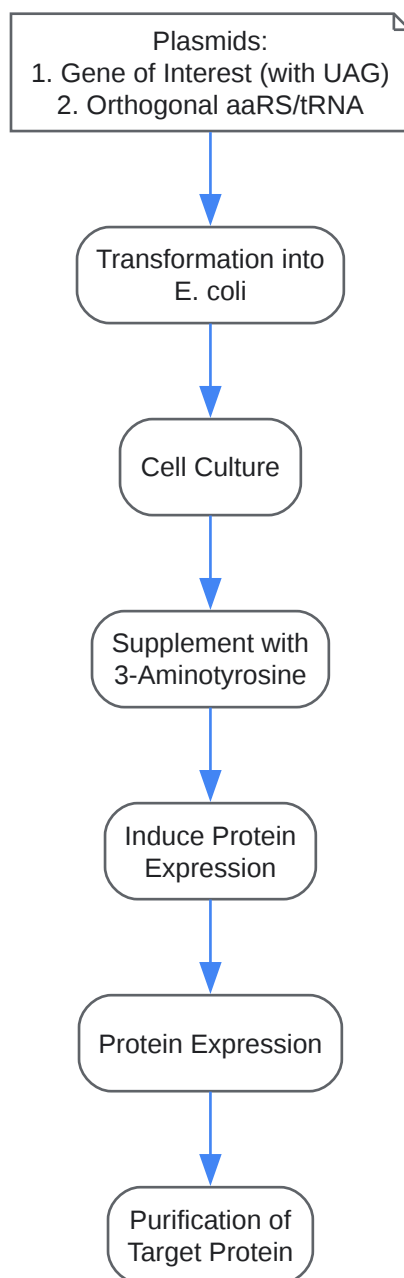 Plasmids:
1. Gene of Interest (with UAG)
2. Orthogonal aaRS/tRNA
Transformation into
E. coli
Cell Culture
Supplement with
3-Aminotyrosine
Induce Protein
Expression
Protein Expression
Purification of
Target Protein